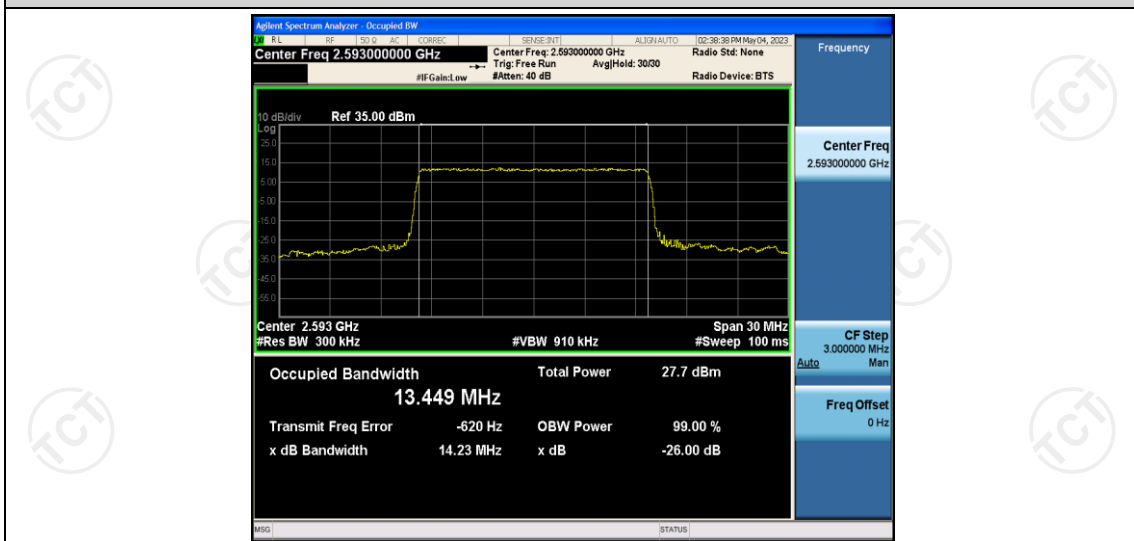 Agilent Spectrum Analyzer - Occupied BW
RL RF 50 Ω AC CORREC SENSE:INT ALIGN AUTO 02:38:38 PM May 04, 2023
Center Freq 2.593000000 GHz
Center Freq: 2.593000000 GHz
Radio Std: None
Trig: Free Run Avg|Hold: 30/30
#IFGain:Low #Atten: 40 dB Radio Device: BTS
Frequency
10 dB/div Ref 35.00 dBm
Log
25.0
15.0
5.00
-5.00
-15.0
-25.0
-35.0
-45.0
-55.0
Center 2.593 GHz Span 30 MHz
#Res BW 300 kHz #VBW 910 kHz #Sweep 100 ms
Occupied Bandwidth Total Power 27.7 dBm
13.449 MHz
Transmit Freq Error -620 Hz OBW Power 99.00 %
x dB Bandwidth 14.23 MHz x dB -26.00 dB
Center Freq
2.593000000 GHz
CF Step
3.000000 MHz
Auto Man
Freq Offset
0 Hz
MSG STATUS
TCT
TCT
TCT
TCT
TCT
TCT